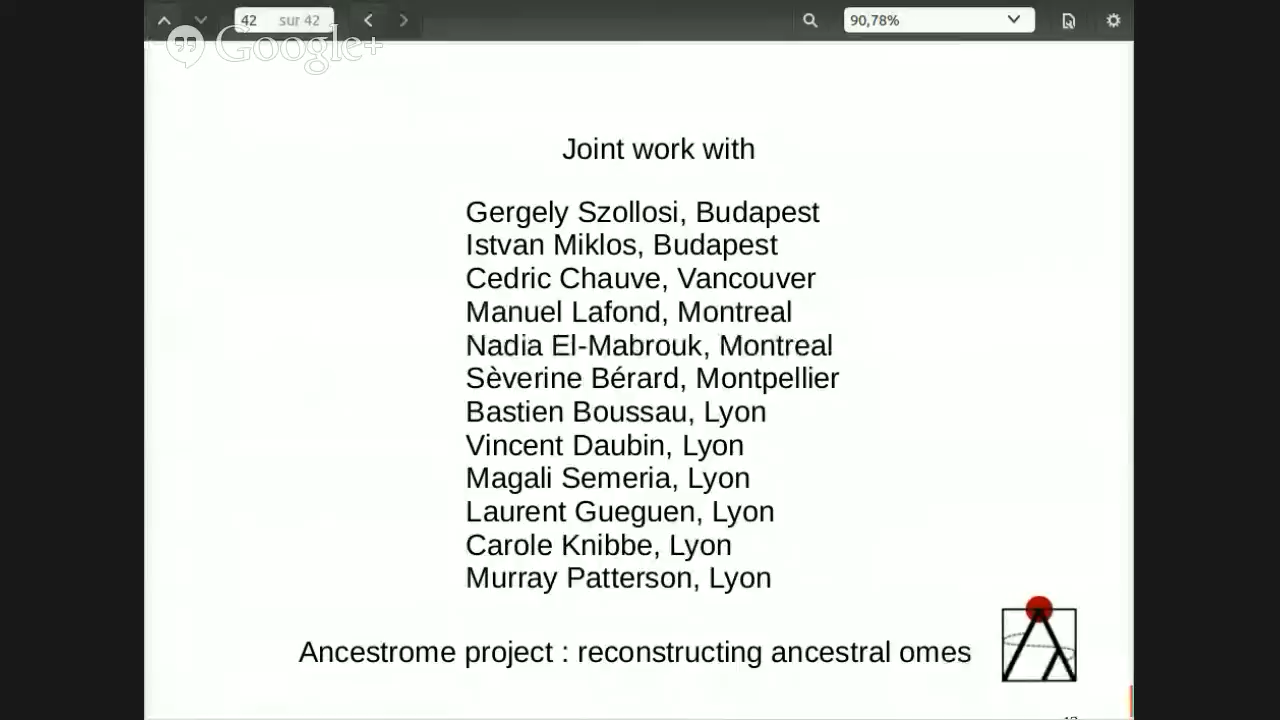 42 sur 42
90,78%
Google+
Joint work with
Gergely Szollosi, Budapest
Istvan Miklos, Budapest
Cedric Chauve, Vancouver
Manuel Lafond, Montreal
Nadia El-Mabrouk, Montreal
Sèverine Bérard, Montpellier
Bastien Boussau, Lyon
Vincent Daubin, Lyon
Magali Semeria, Lyon
Laurent Gueguen, Lyon
Carole Knibbe, Lyon
Murray Patterson, Lyon
Ancestrome project : reconstructing ancestral omes